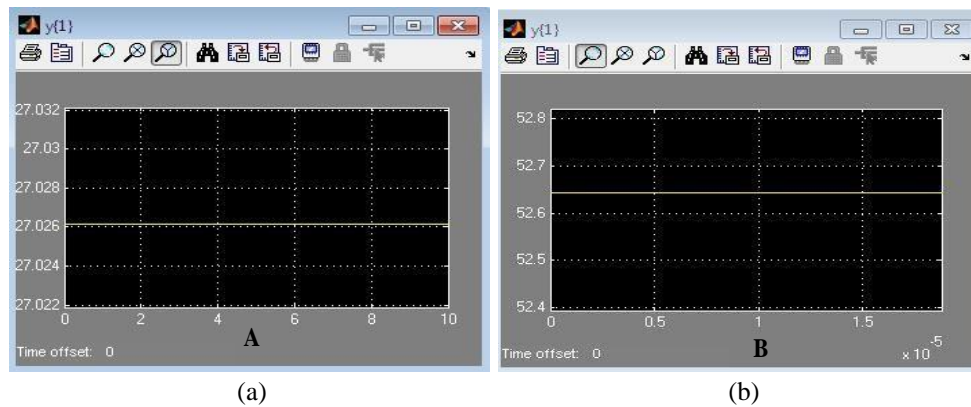 y{1}
27.032
27.03
27.028
27.026
27.024
27.022
0 2 4 6 8 10
A
Time offset: 0
(a)
y{1}
52.8
52.7
52.6
52.5
52.4
0 0.5 1 1.5
B
x 10^-5
Time offset: 0
(b)